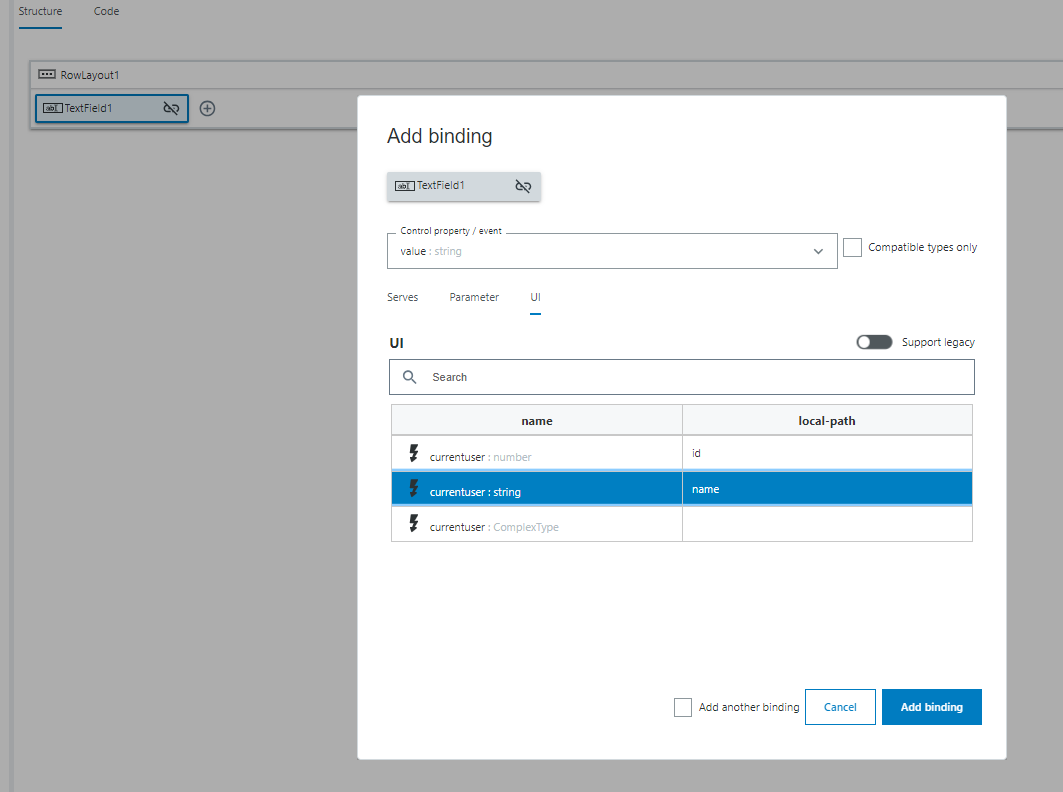 Structure Code
RowLayout1
TextField1
Add binding
TextField1
Control property / event
value : string
Compatible types only
Serves Parameter UI
UI
Support legacy
Search
name local-path
currentuser : number id
currentuser : string name
currentuser : ComplexType
Add another binding Cancel Add binding